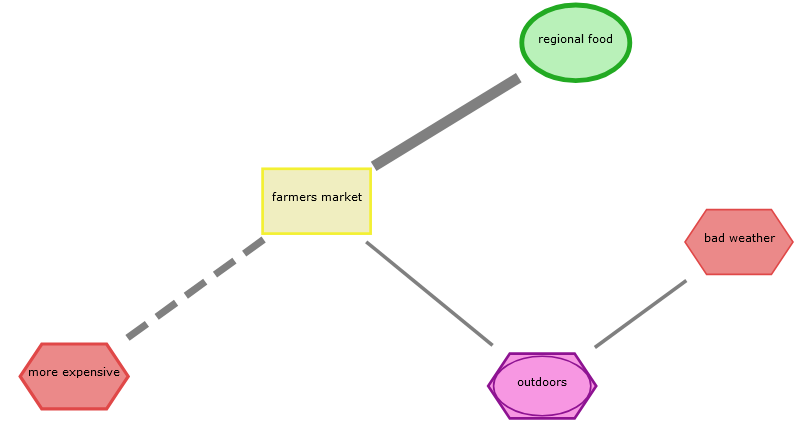 regional food
farmers market
bad weather
more expensive
outdoors